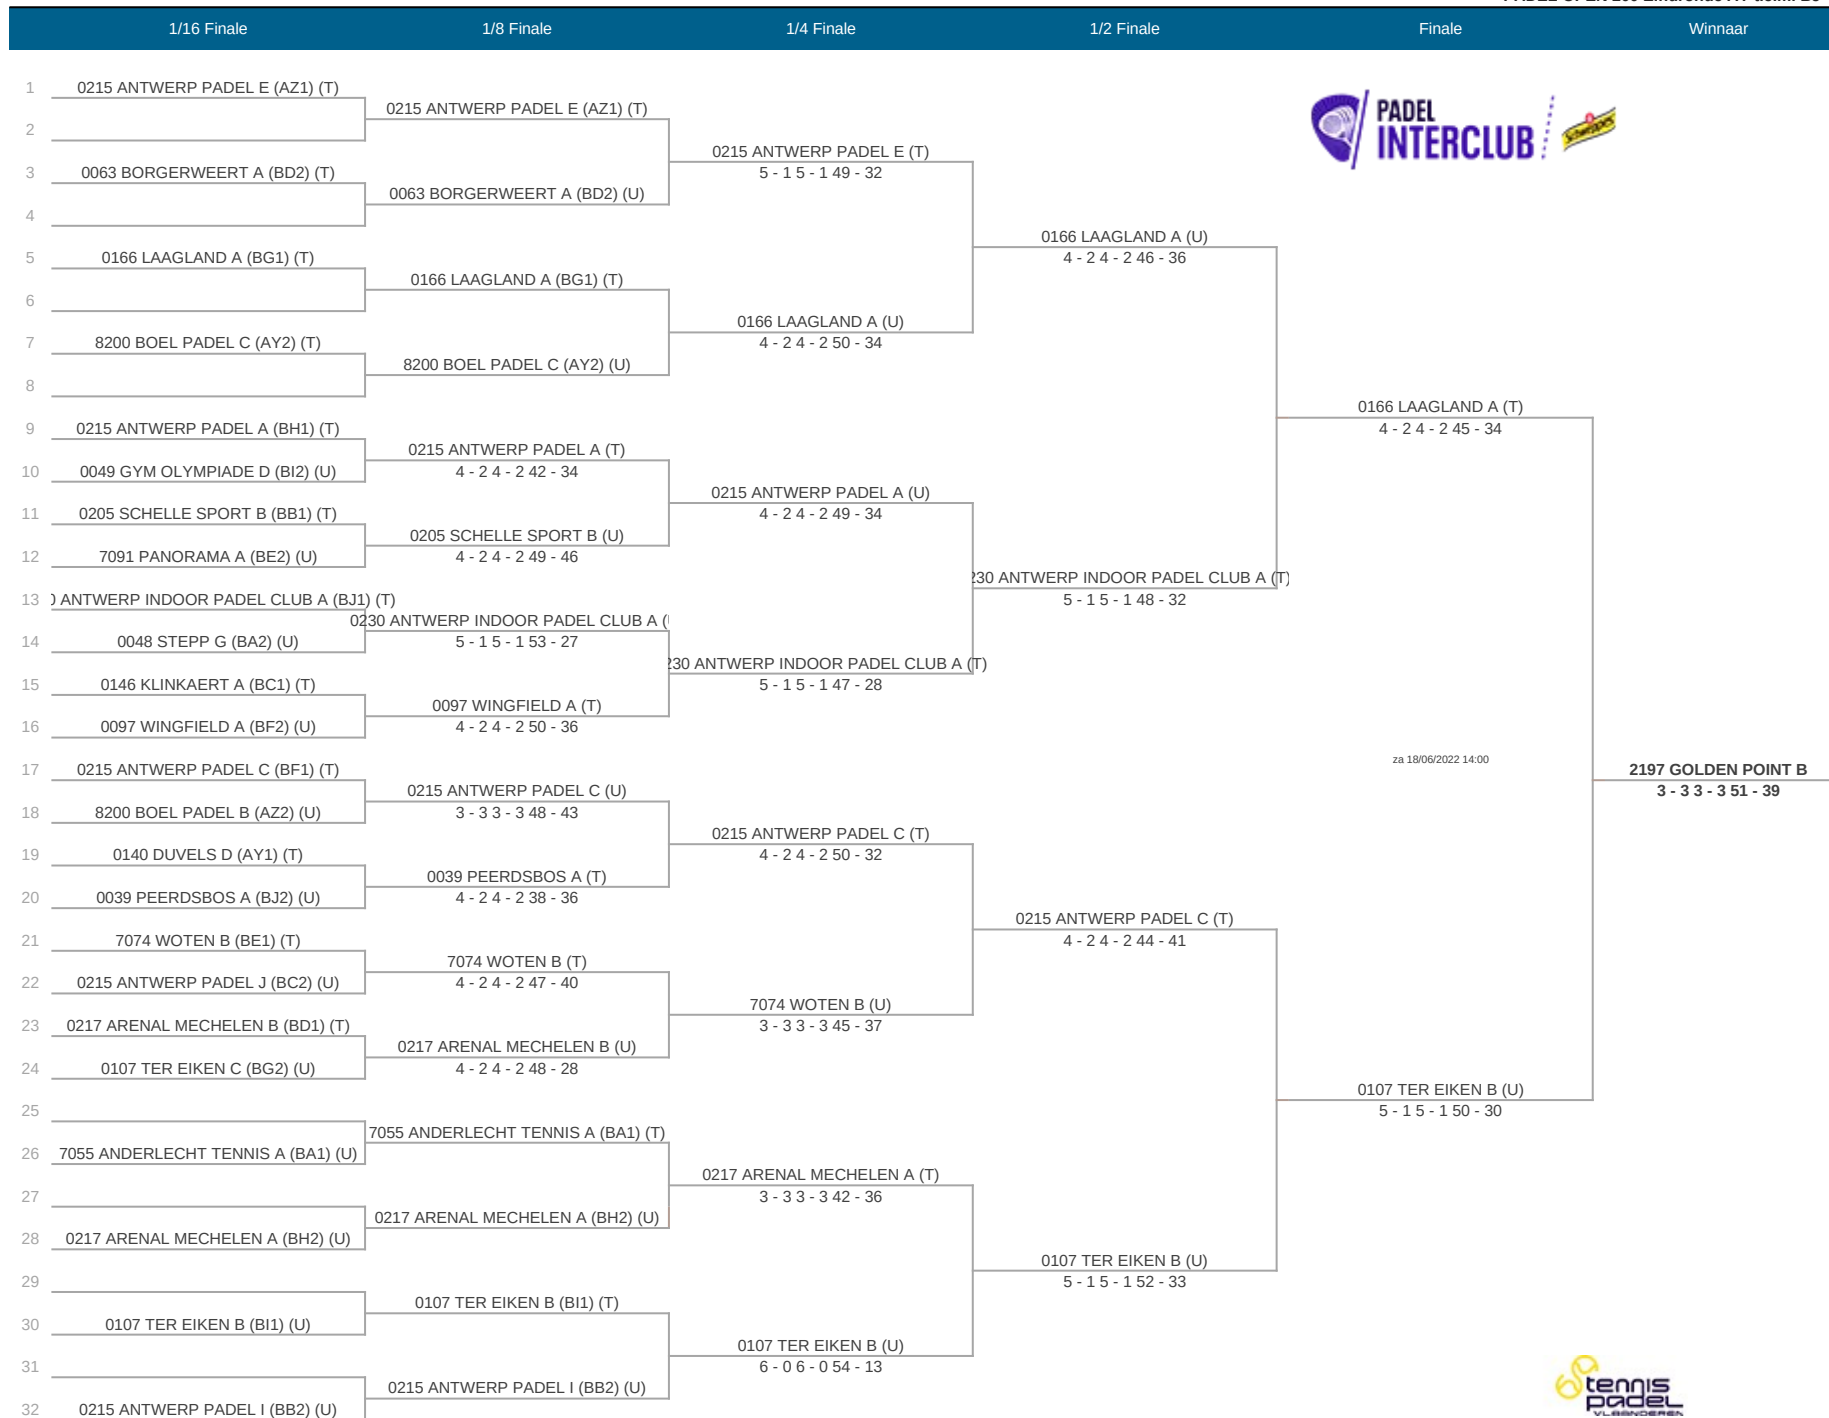 1/16 Finale 1/8 Finale 1/4 Finale 1/2 Finale Finale Winnaar
1 0215 ANTWERP PADEL E (AZ1) (T)
0215 ANTWERP PADEL E (AZ1) (T)
PADEL
INTERCLUB
Schweppes
2
0215 ANTWERP PADEL E (T)
3 0063 BORGERWEERT A (BD2) (T)
5 - 1 5 - 1 49 - 32
0063 BORGERWEERT A (BD2) (U)
4
0166 LAAGLAND A (U)
5 0166 LAAGLAND A (BG1) (T)
4 - 2 4 - 2 46 - 36
0166 LAAGLAND A (BG1) (T)
6
0166 LAAGLAND A (U)
7 8200 BOEL PADEL C (AY2) (T)
4 - 2 4 - 2 50 - 34
8200 BOEL PADEL C (AY2) (U)
8
0166 LAAGLAND A (T)
9 0215 ANTWERP PADEL A (BH1) (T)
4 - 2 4 - 2 45 - 34
0215 ANTWERP PADEL A (T)
10 0049 GYM OLYMPIADE D (BI2) (U)
4 - 2 4 - 2 42 - 34
0215 ANTWERP PADEL A (U)
11 0205 SCHELLE SPORT B (BB1) (T)
4 - 2 4 - 2 49 - 34
0205 SCHELLE SPORT B (U)
12 7091 PANORAMA A (BE2) (U)
4 - 2 4 - 2 49 - 46
230 ANTWERP INDOOR PADEL CLUB A (T)
13 0 ANTWERP INDOOR PADEL CLUB A (BJ1) (T)
5 - 1 5 - 1 48 - 32
0230 ANTWERP INDOOR PADEL CLUB A (
14 0048 STEPP G (BA2) (U)
5 - 1 5 - 1 53 - 27
230 ANTWERP INDOOR PADEL CLUB A (T)
15 0146 KLINKAERT A (BC1) (T)
5 - 1 5 - 1 47 - 28
0097 WINGFIELD A (T)
16 0097 WINGFIELD A (BF2) (U)
4 - 2 4 - 2 50 - 36
za 18/06/2022 14:00
17 0215 ANTWERP PADEL C (BF1) (T)
2197 GOLDEN POINT B
0215 ANTWERP PADEL C (U)
3 - 3 3 - 3 51 - 39
18 8200 BOEL PADEL B (AZ2) (U)
3 - 3 3 - 3 48 - 43
0215 ANTWERP PADEL C (T)
19 0140 DUVELS D (AY1) (T)
4 - 2 4 - 2 50 - 32
0039 PEERDSBOS A (T)
20 0039 PEERDSBOS A (BJ2) (U)
4 - 2 4 - 2 38 - 36
0215 ANTWERP PADEL C (T)
21 7074 WOTEN B (BE1) (T)
4 - 2 4 - 2 44 - 41
7074 WOTEN B (T)
22 0215 ANTWERP PADEL J (BC2) (U)
4 - 2 4 - 2 47 - 40
7074 WOTEN B (U)
23 0217 ARENAL MECHELEN B (BD1) (T)
3 - 3 3 - 3 45 - 37
0217 ARENAL MECHELEN B (U)
24 0107 TER EIKEN C (BG2) (U)
4 - 2 4 - 2 48 - 28
0107 TER EIKEN B (U)
25
5 - 1 5 - 1 50 - 30
7055 ANDERLECHT TENNIS A (BA1) (T)
26 7055 ANDERLECHT TENNIS A (BA1) (U)
0217 ARENAL MECHELEN A (T)
27
3 - 3 3 - 3 42 - 36
0217 ARENAL MECHELEN A (BH2) (U)
28 0217 ARENAL MECHELEN A (BH2) (U)
0107 TER EIKEN B (U)
29
5 - 1 5 - 1 52 - 33
0107 TER EIKEN B (BI1) (T)
30 0107 TER EIKEN B (BI1) (U)
0107 TER EIKEN B (U)
31
6 - 0 6 - 0 54 - 13
0215 ANTWERP PADEL I (BB2) (U)
32 0215 ANTWERP PADEL I (BB2) (U)
tennis
padel
VLAANDEREN